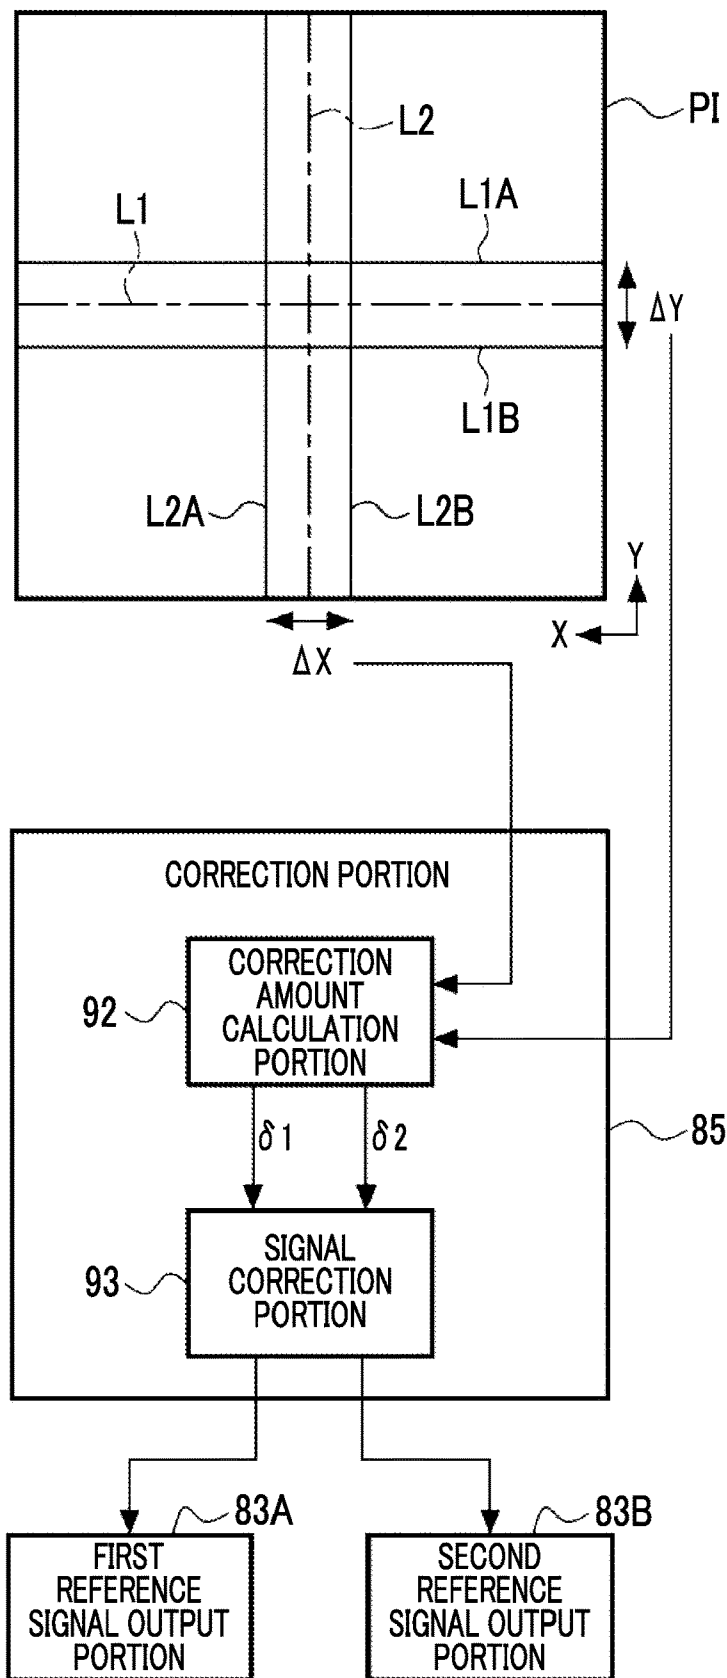 PI
L2
L1
L1A
ΔY
L1B
L2A
L2B
Y
X
ΔX
CORRECTION PORTION
CORRECTION
AMOUNT
CALCULATION
PORTION
92
δ1
δ2
85
SIGNAL
CORRECTION
PORTION
93
83A
83B
FIRST
REFERENCE
SIGNAL OUTPUT
PORTION
SECOND
REFERENCE
SIGNAL OUTPUT
PORTION